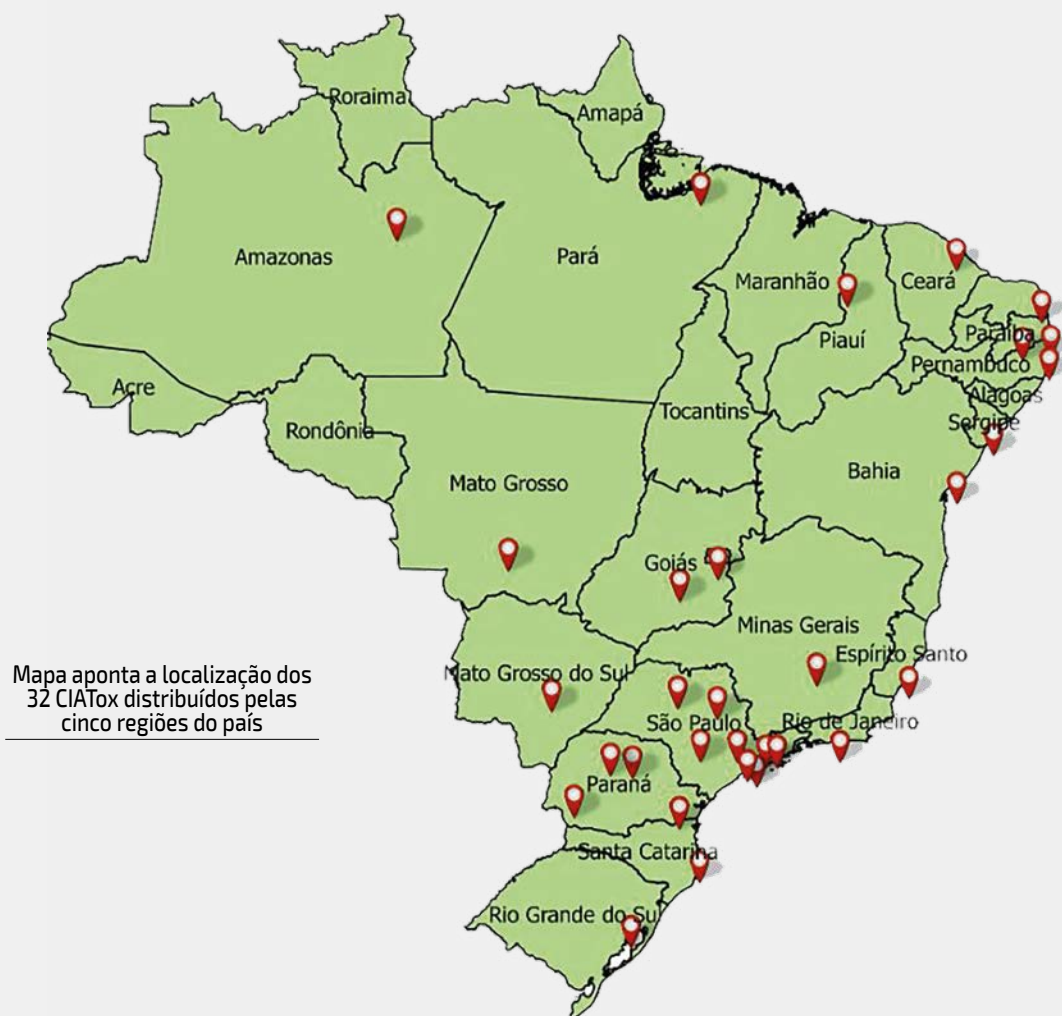 Roraima
Amapá
Amazonas
Pará
Maranhão
Ceará
Paraíba
Piauí
Pernambuco
Acre
Alagoas
Tocantins
Sergipe
Rondônia
Bahia
Mato Grosso
Goiás
Minas Gerais
Espírito Santo
Mato Grosso do Sul
Mapa aponta a localização dos
32 CIATox distribuídos pelas
cinco regiões do país
São Paulo
Rio de Janeiro
Paraná
Santa Catarina
Rio Grande do Sul